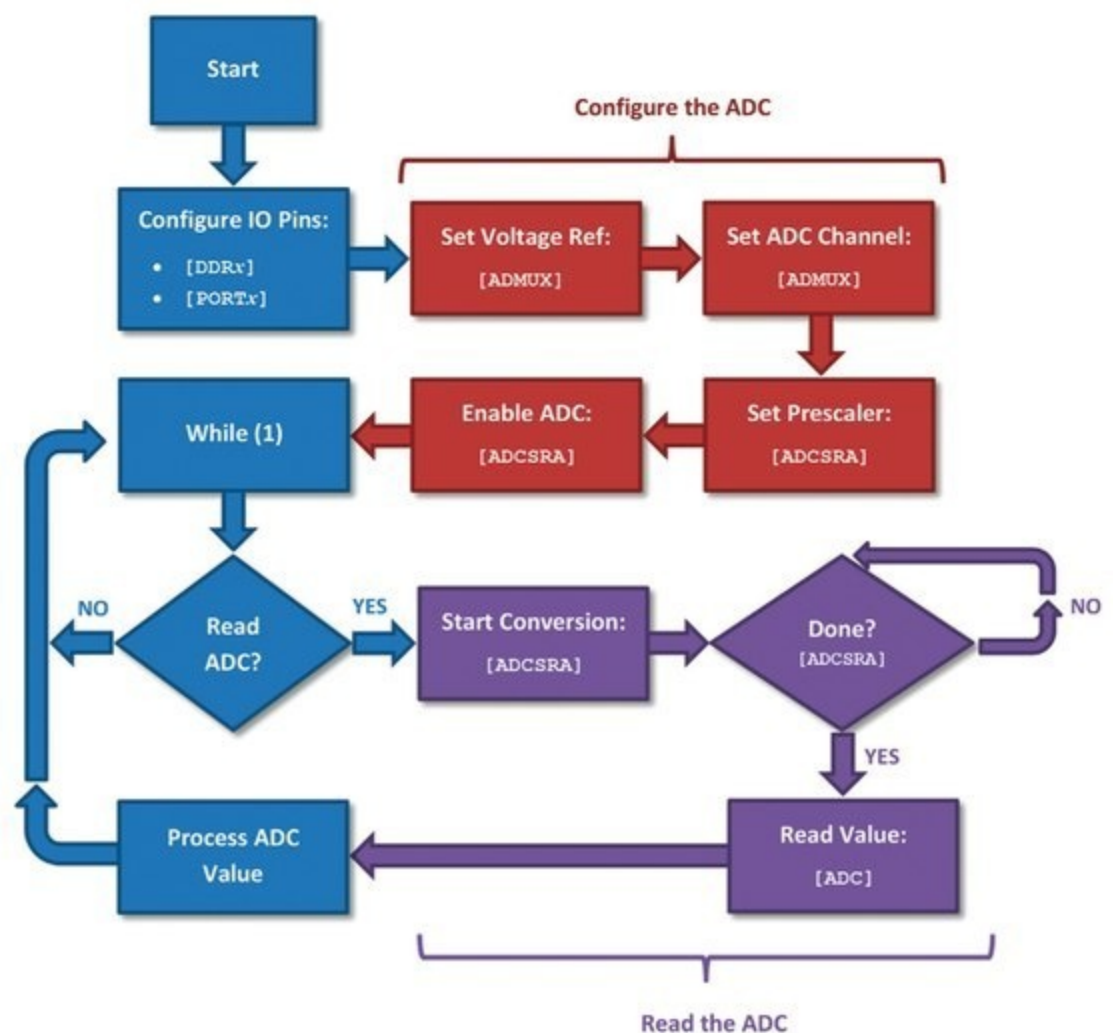 Start
Configure the ADC
Configure IO Pins:
• [DDRx]
• [PORTx]
Set Voltage Ref:
[ADMUX]
Set ADC Channel:
[ADMUX]
While (1)
Enable ADC:
[ADCSRA]
Set Prescaler:
[ADCSRA]
NO
Read
ADC?
YES
Start Conversion:
[ADCSRA]
Done?
[ADCSRA]
NO
YES
Process ADC
Value
Read Value:
[ADC]
Read the ADC